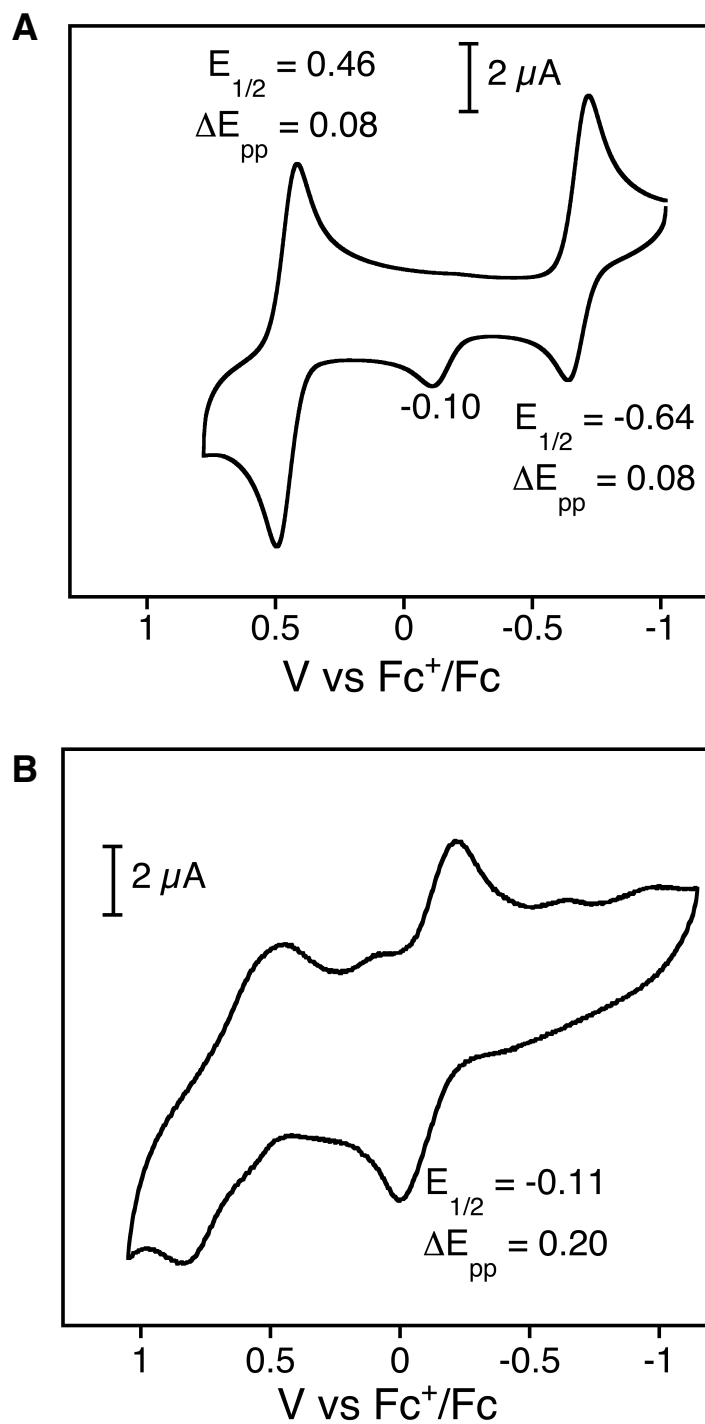 A
E1/2 = 0.46
ΔEpp = 0.08
2 µA
-0.10
E1/2 = -0.64
ΔEpp = 0.08
1 0.5 0 -0.5 -1
V vs Fc+/Fc
B
2 µA
E1/2 = -0.11
ΔEpp = 0.20
1 0.5 0 -0.5 -1
V vs Fc+/Fc